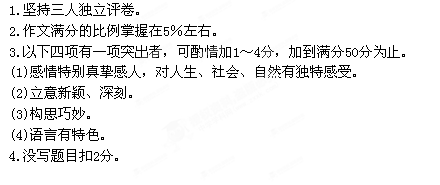 1.坚持三人独立评卷。
2.作文满分的比例掌握在5%左右。
3.以下四项有一项突出者，可酌情加1～4分，加到满分50分为止。
(1)感情特别真挚感人，对人生、社会、自然有独特感受。
(2)立意新颖、深刻。
(3)构思巧妙。
(4)语言有特色。
4.没写题目扣2分。